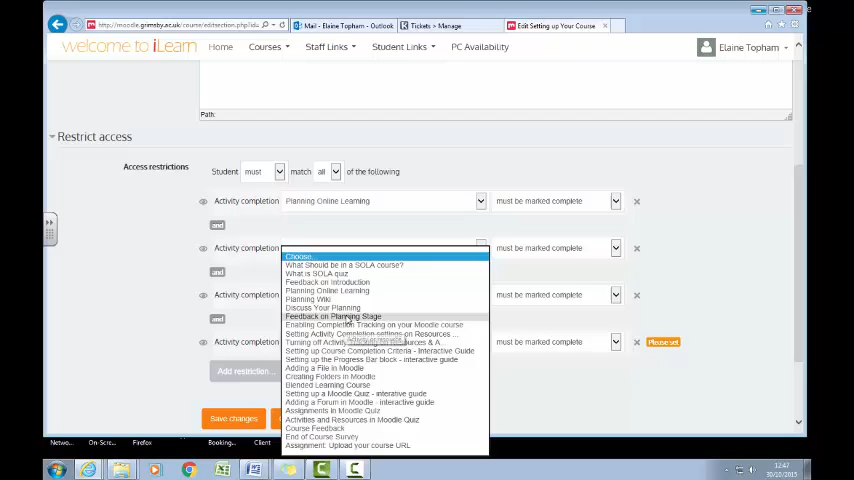 http://moodle.grimsby.ac.uk/course/editsection.php?id=
Mail - Elaine Topham - Outlook
Tickets > Manage
Edit Setting up Your Course
welcome to iLearn
Home
Courses
Staff Links
Student Links
PC Availability
Elaine Topham
Path:
Restrict access
Access restrictions
Student
must
match
all
of the following
Activity completion
Planning Online Learning
must be marked complete
and
Activity completion
must be marked complete
and
Activity completion
must be marked complete
and
Activity completion
must be marked complete
Please set
Choose...
What Should be in a SOLA course?
What is SOLA quiz
Feedback on Introduction
Planning Online Learning
Planning Wiki
Discuss Your Planning
Feedback on Planning Stage
Enabling Completion Tracking on your Moodle course
Setting Activity Completion settings on Resources ...
Turning off Activity Tracking on Resources & A...
Setting up Course Completion Criteria - Interactive Guide
Setting up the Progress Bar block - interactive guide
Adding a File in Moodle
Creating Folders in Moodle
Blended Learning Course
Setting up a Moodle Quiz - interative guide
Adding a Forum in Moodle - interactive guide
Assignments in Moodle Quiz
Activities and Resources in Moodle Quiz
Course Feedback
End of Course Survey
Assignment: Upload your course URL
Add restriction...
Save changes
Netwo...
On-Scre...
Firefox
Booking...
Client
12:47
30/10/2015